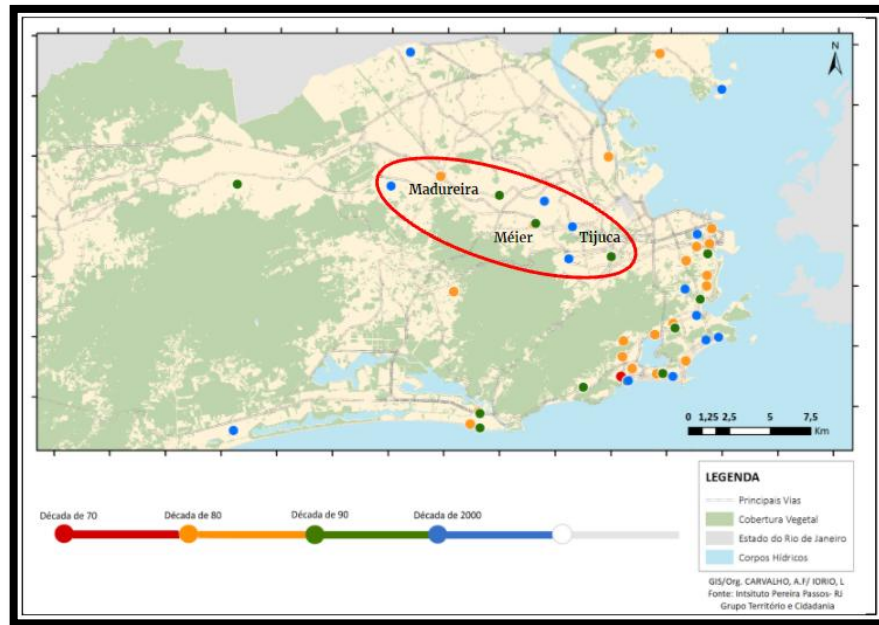 N
Madureira
Méier
Tijuca
0 1,25 2,5 5 7,5
Km
Década de 70
Década de 80
Década de 90
Década de 2000
LEGENDA
Principais Vias
Cobertura Vegetal
Estado do Rio de Janeiro
Corpos Hídricos
GIS/Org. CARVALHO, A.F/ IORIO, L
Fonte: Intsituto Pereira Passos- RJ
Grupo Território e Cidadania